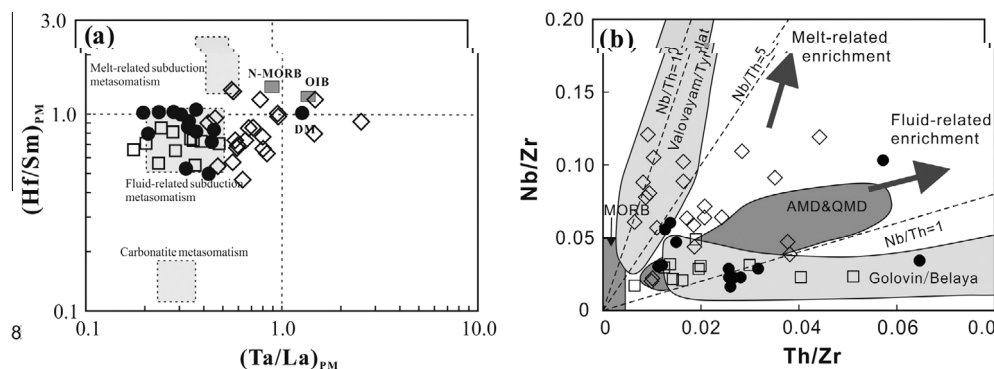 3.0
(a)
Melt-related subduction
metasomatism
N-MORB
OIB
1.0
DM
(Hf/Sm)PM
Fluid-related subduction
metasomatism
Carbonatite metasomatism
0.1
0.1
1.0
10.0
(Ta/La)PM
8
0.20
(b)
Nb/Th=10
Valovayam/Tyrylat
Nb/Th=5
Melt-related
enrichment
0.15
Fluid-related
enrichment
Nb/Zr
0.10
MORB
AMD&QMD
0.05
Nb/Th=1
Golovin/Belaya
0
0
0.02
0.04
0.06
0.08
Th/Zr